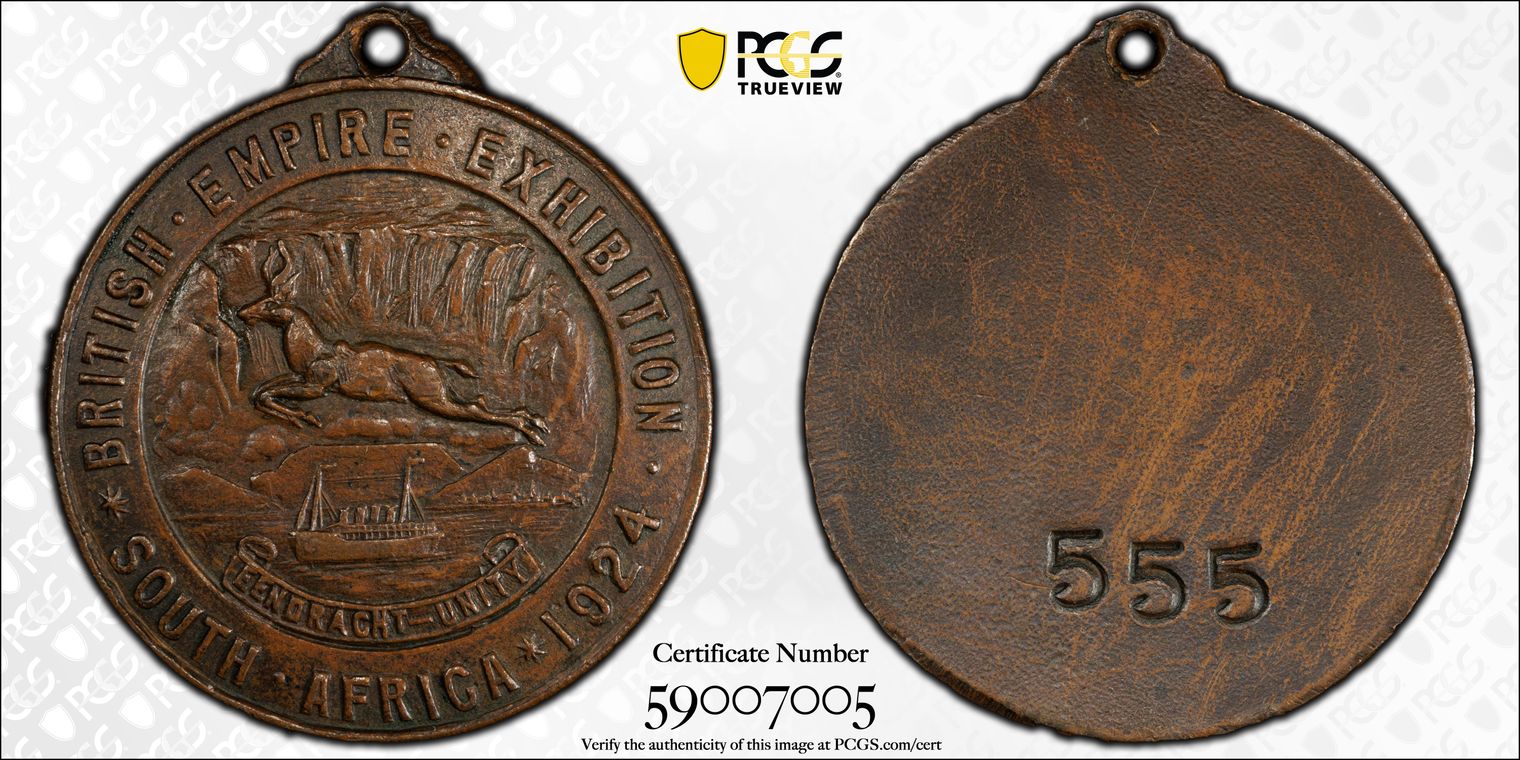 PCGS
TRUEVIEW
BRITISH · EMPIRE · EXHIBITION · 1924
* SOUTH · AFRICA *
EENDRACHT–UNITY
555
Certificate Number
59007005
Verify the authenticity of this image at PCGS.com/cert